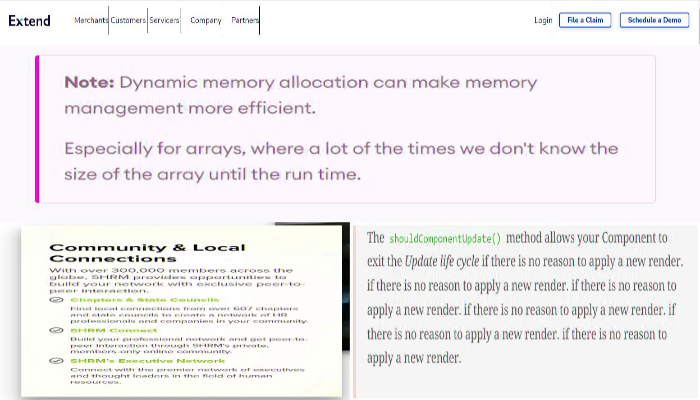 Extend Merchants Customers Servicers Company Partners Login File a Claim Schedule a Demo
Note: Dynamic memory allocation can make memory
management more efficient.
Especially for arrays, where a lot of the times we don't know the
size of the array until the run time.
Community & Local
Connections
With over 300,000 members across the
globe, SHRM provides opportunities to
build your network with exclusive peer-to-
peer interaction.
Chapters & State Councils
Find local connections from over 607 chapters
and state councils to create a network of HR
professionals and companies in your community.
SHRM Connect
Build your professional network and get peer-to-
peer interaction through SHRM's private,
members-only online community.
SHRM's Executive Network
Connect with the premier network of executives
and thought leaders in the field of human
resources.
The shouldComponentUpdate() method allows your Component to
exit the Update life cycle if there is no reason to apply a new render.
if there is no reason to apply a new render. if there is no reason to
apply a new render. if there is no reason to apply a new render. if
there is no reason to apply a new render. if there is no reason to
apply a new render.